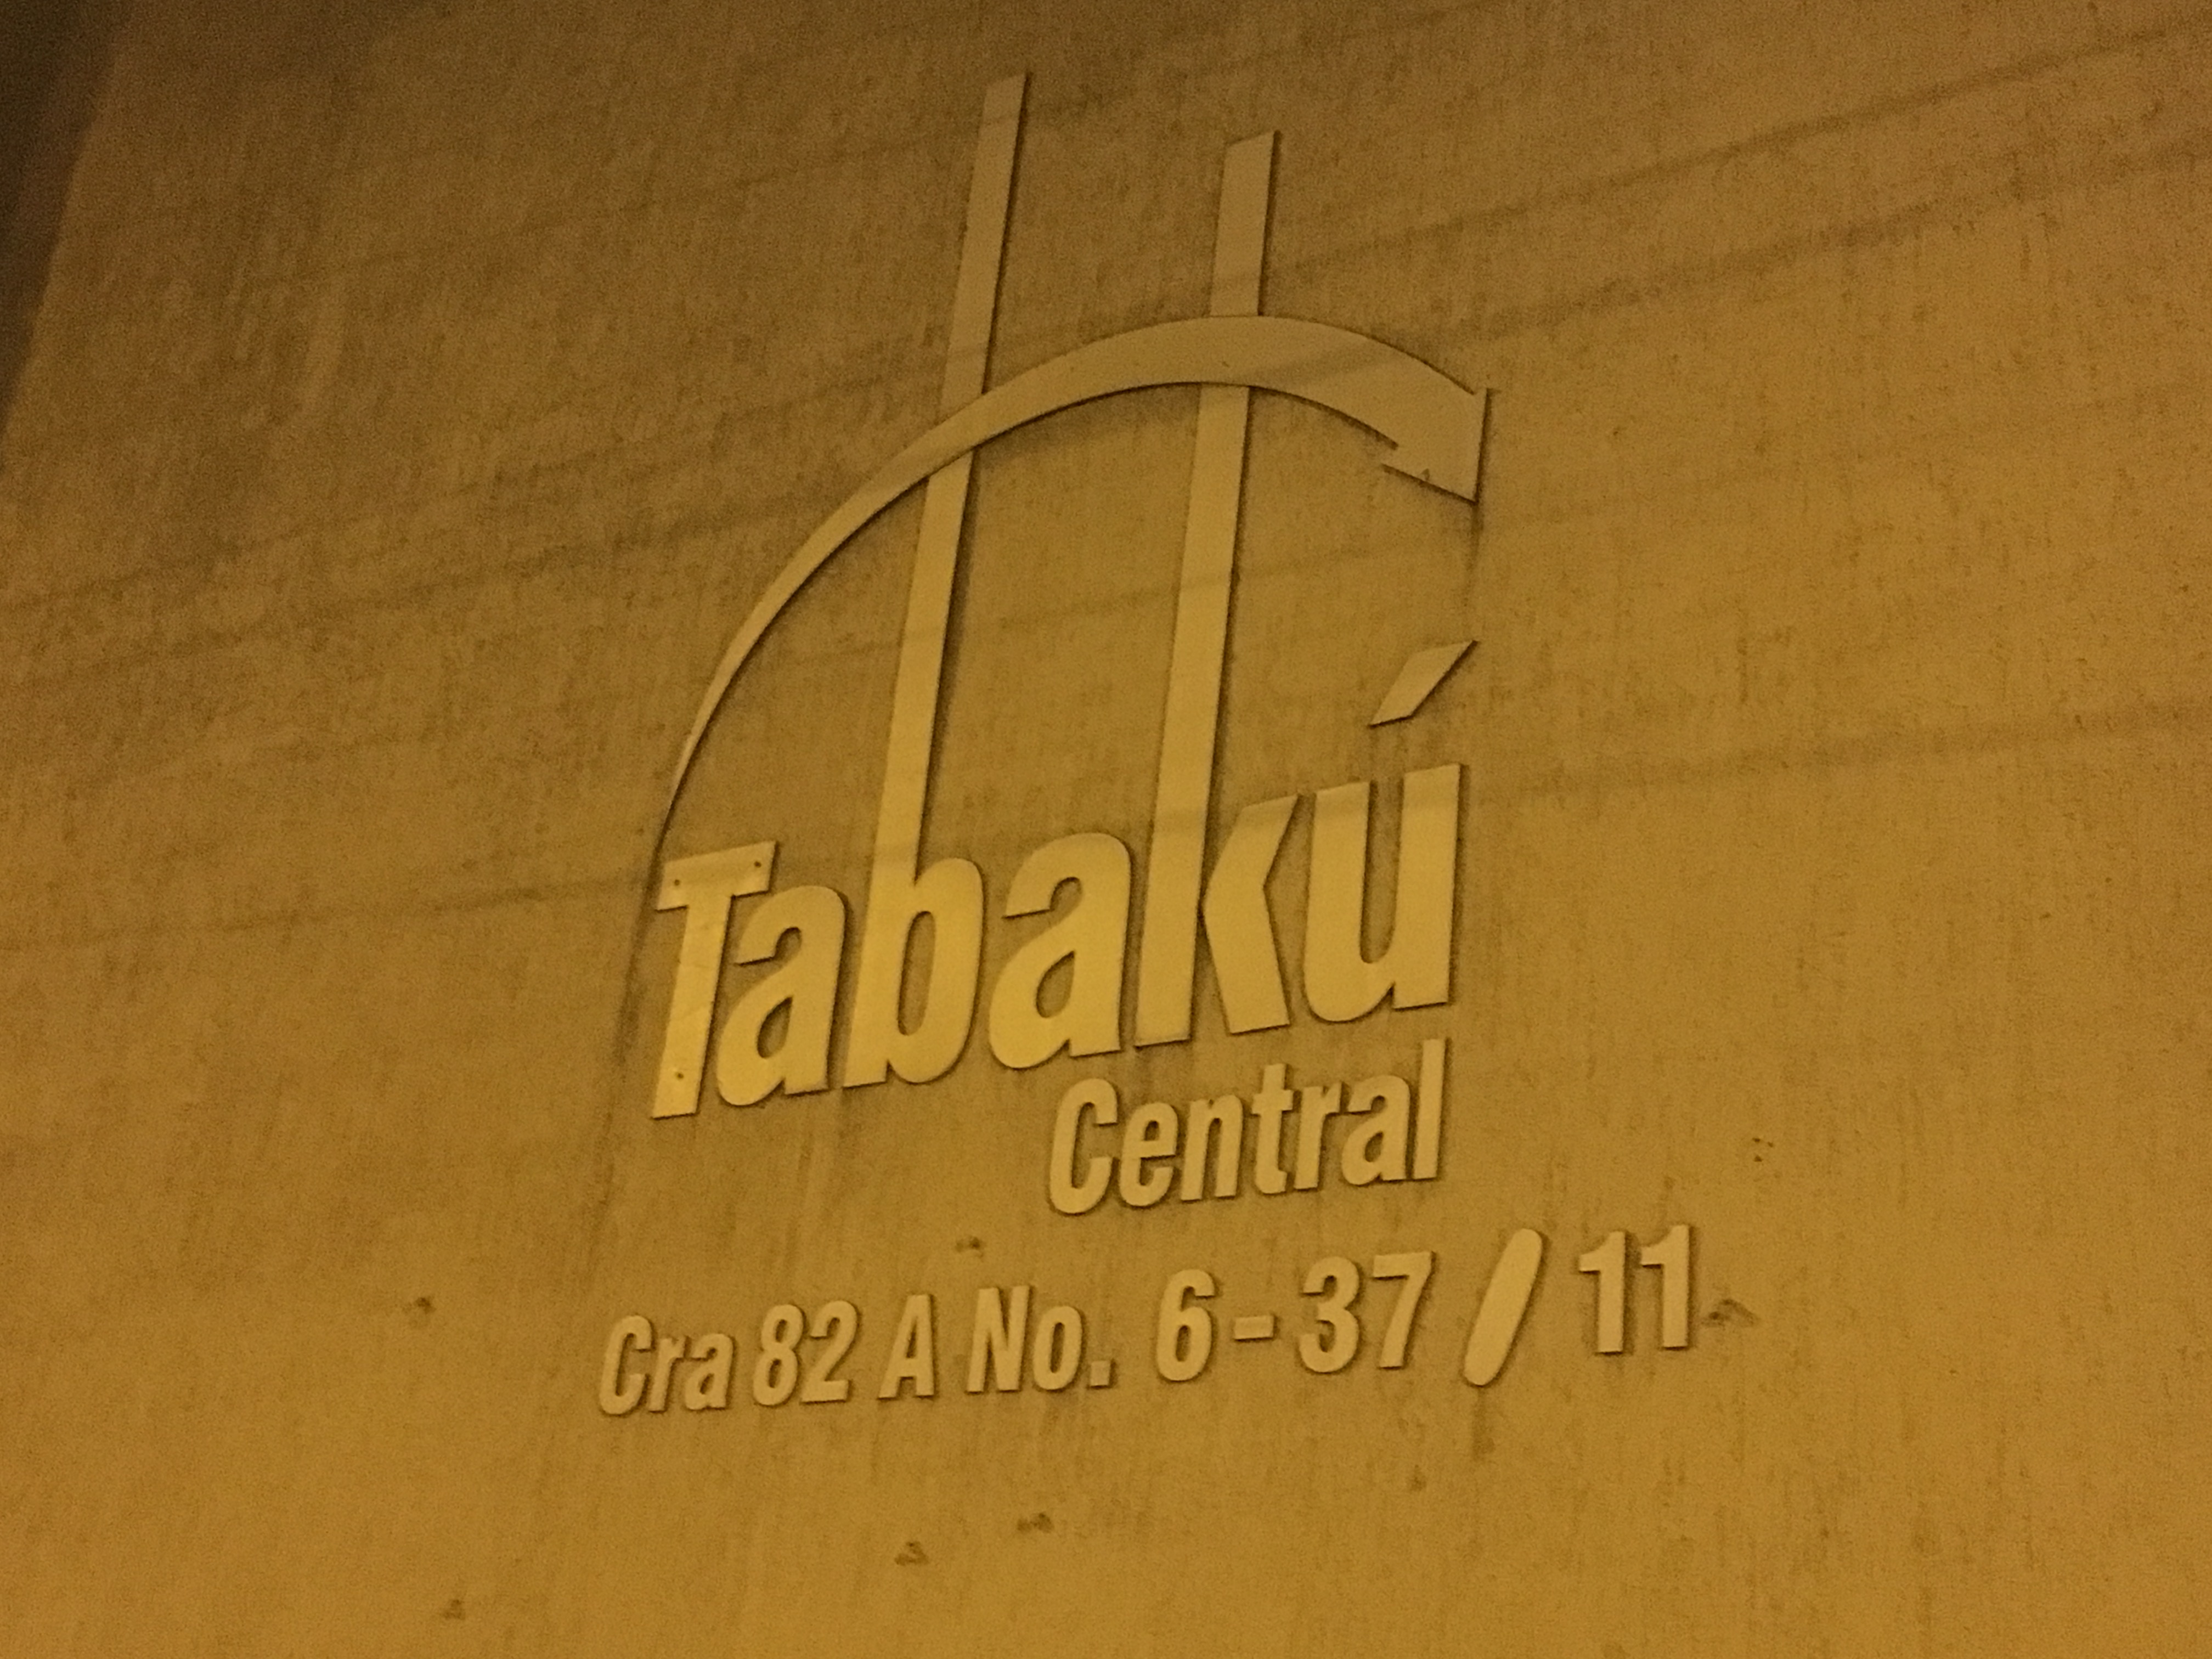 Tabakú
Central
Cra 82 A No. 6-37 / 11